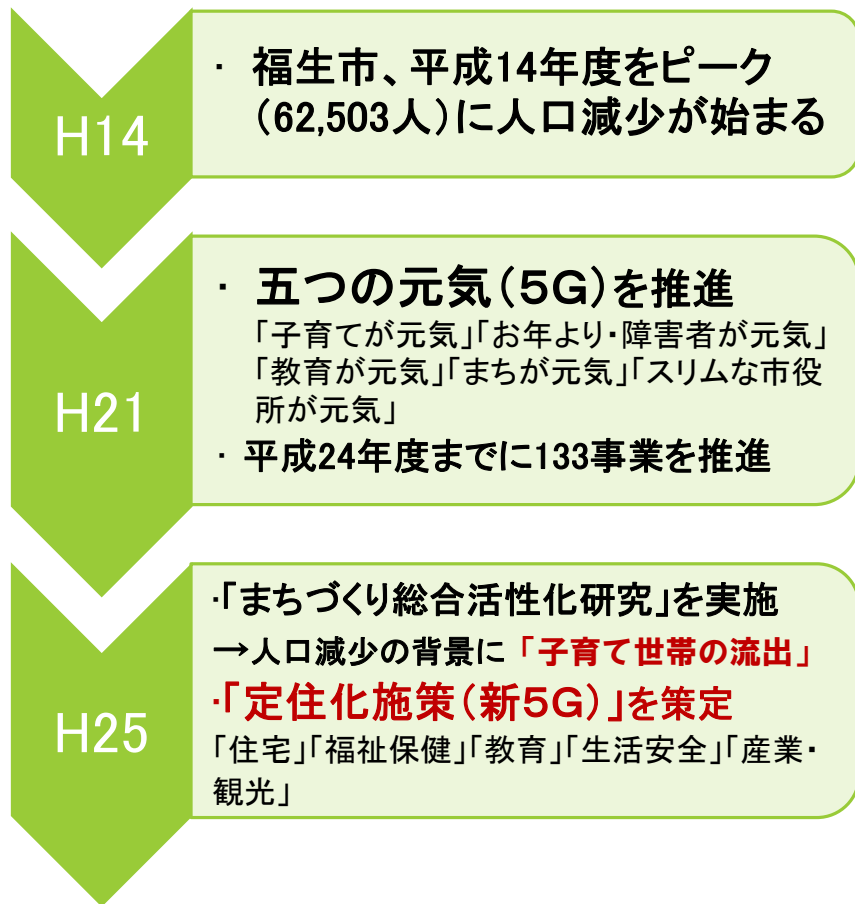 H14
· 福生市、平成14年度をピーク
(62,503人)に人口減少が始まる
H21
· 五つの元気(5G)を推進
「子育てが元気」「お年より・障害者が元気」
「教育が元気」「まちが元気」「スリムな市役
所が元気」
· 平成24年度までに133事業を推進
H25
·「まちづくり総合活性化研究」を実施
→人口減少の背景に「子育て世帯の流出」
·「定住化施策(新5G)」を策定
「住宅」「福祉保健」「教育」「生活安全」「産業・
観光」